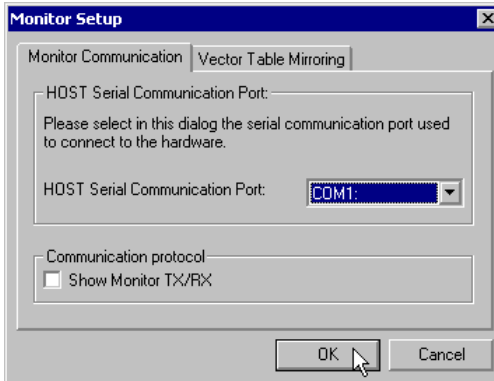 Monitor Setup
Monitor Communication
Vector Table Mirroring
HOST Serial Communication Port:
Please select in this dialog the serial communication port used
to connect to the hardware.
HOST Serial Communication Port:
COM1:
Communication protocol
Show Monitor TX/RX
OK
Cancel